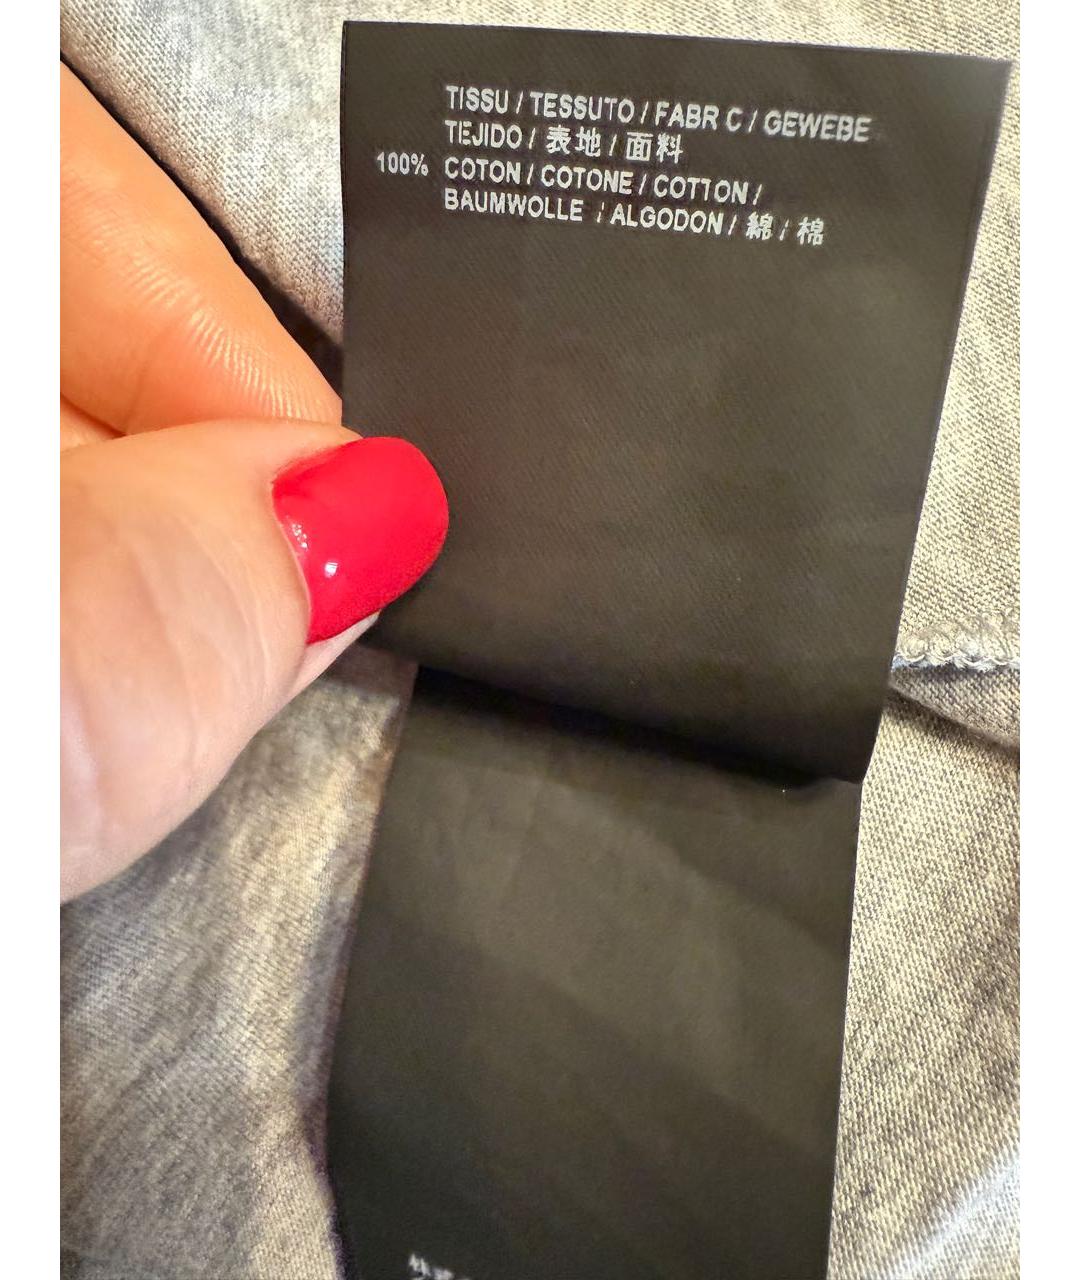 TISSU / TESSUTO / FABR C / GEWEBE
TEJIDO / 表地 / 面料
100% COTON / COTONE / COTTON /
BAUMWOLLE / ALGODON / 綿 / 棉